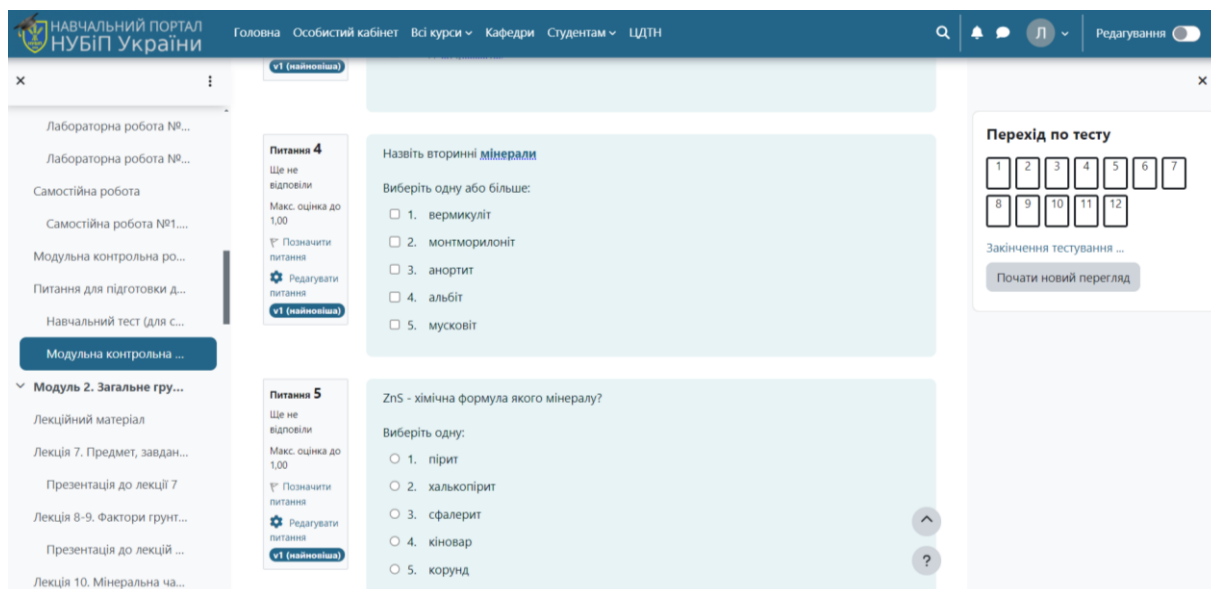 НАВЧАЛЬНИЙ ПОРТАЛ
НУБіП України
Головна Особистий кабінет Всі курси Кафедри Студентам ЦДТН
Л
Редагування
Лабораторна робота №...
Лабораторна робота №...
Самостійна робота
Самостійна робота №1....
Модульна контрольна ро...
Питання для підготовки д...
Навчальний тест (для с...
Модульна контрольна ...
Модуль 2. Загальне гру...
Лекційний матеріал
Лекція 7. Предмет, завдан...
Презентація до лекції 7
Лекція 8-9. Фактори грунт...
Презентація до лекцій ...
Лекція 10. Мінеральна ча...
v1 (найновіша)
Питання 4
Ще не
відповіли
Макс. оцінка до
1,00
Позначити
питання
Редагувати
питання
v1 (найновіша)
Назвіть вторинні мінерали
Виберіть одну або більше:
1. вермикуліт
2. монтморилоніт
3. анортит
4. альбіт
5. мусковіт
Питання 5
Ще не
відповіли
Макс. оцінка до
1,00
Позначити
питання
Редагувати
питання
v1 (найновіша)
ZnS - хімічна формула якого мінералу?
Виберіть одну:
1. пірит
2. халькопірит
3. сфалерит
4. кіновар
5. корунд
Перехід по тесту
1 2 3 4 5 6 7
8 9 10 11 12
Закінчення тестування ...
Почати новий перегляд
?